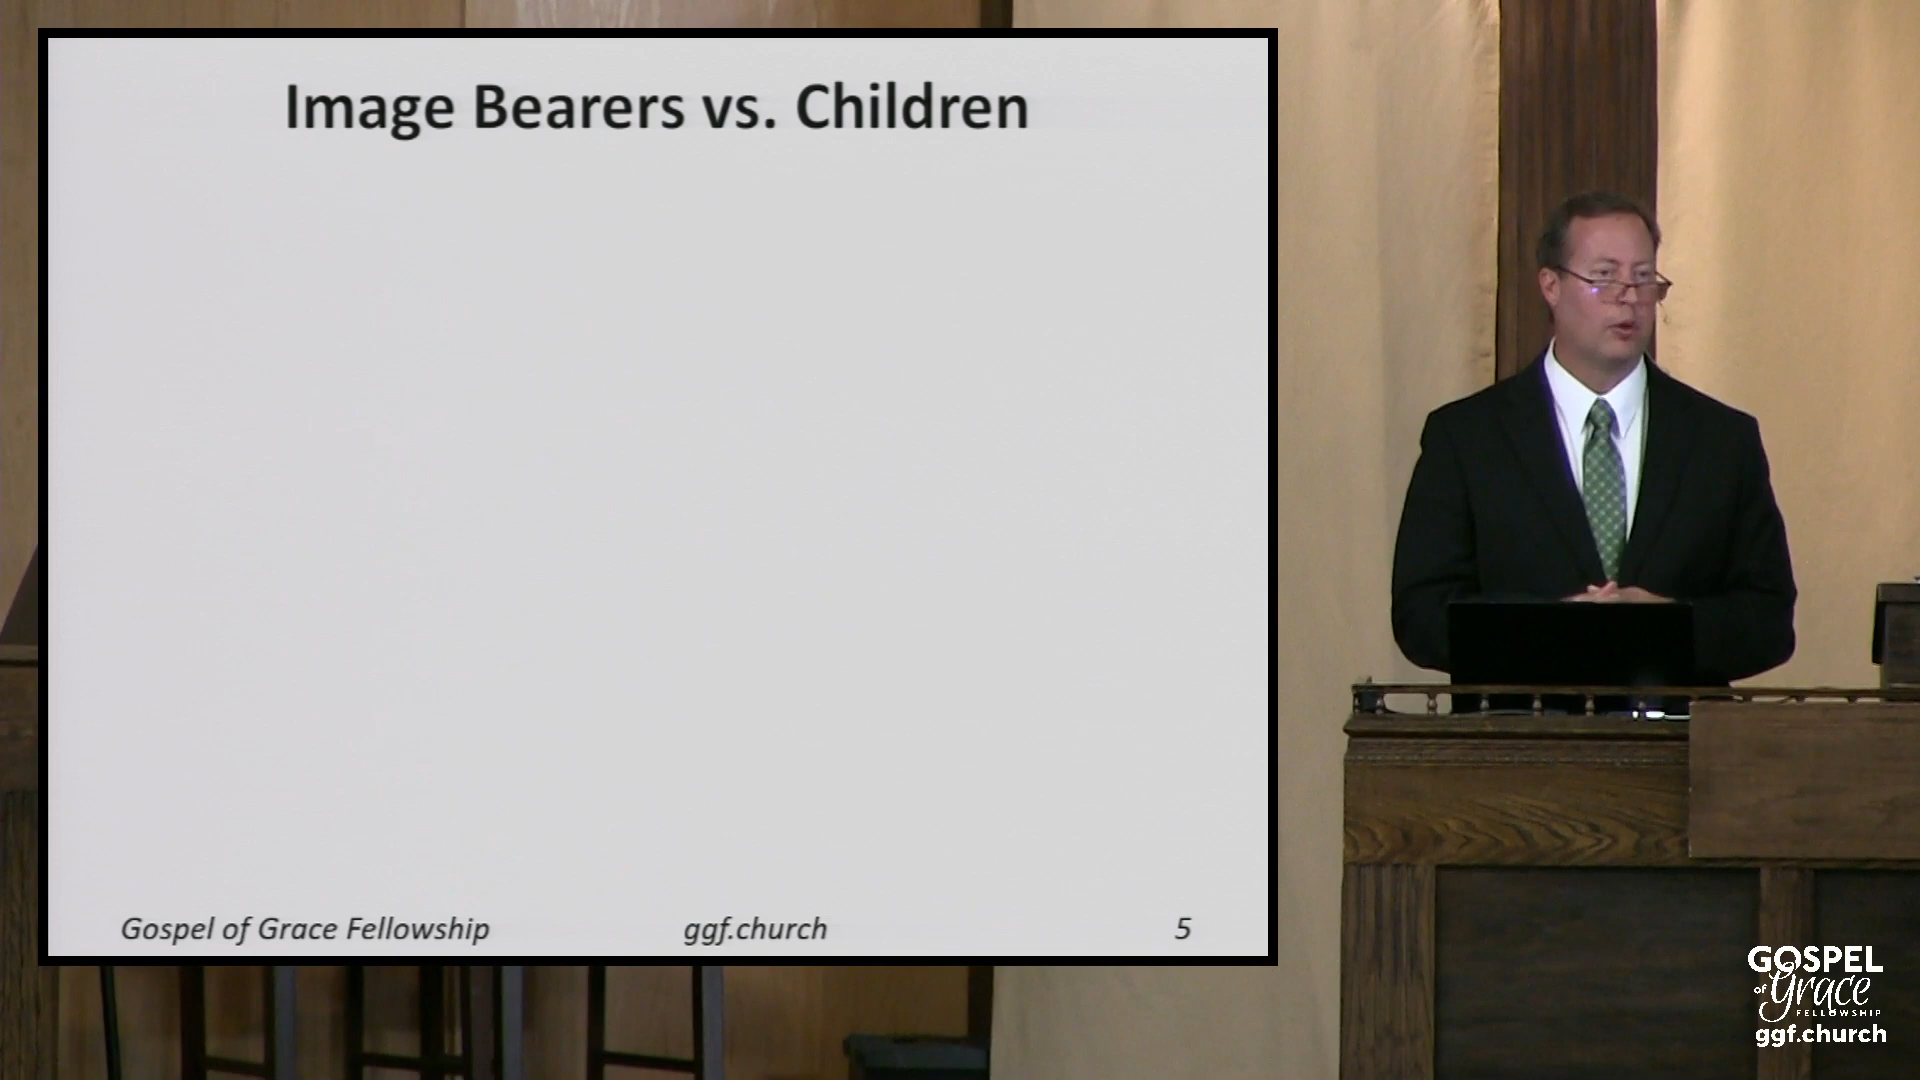 Image Bearers vs. Children
Gospel of Grace Fellowship
ggf.church
5
GOSPEL
of Grace
FELLOWSHIP
ggf.church